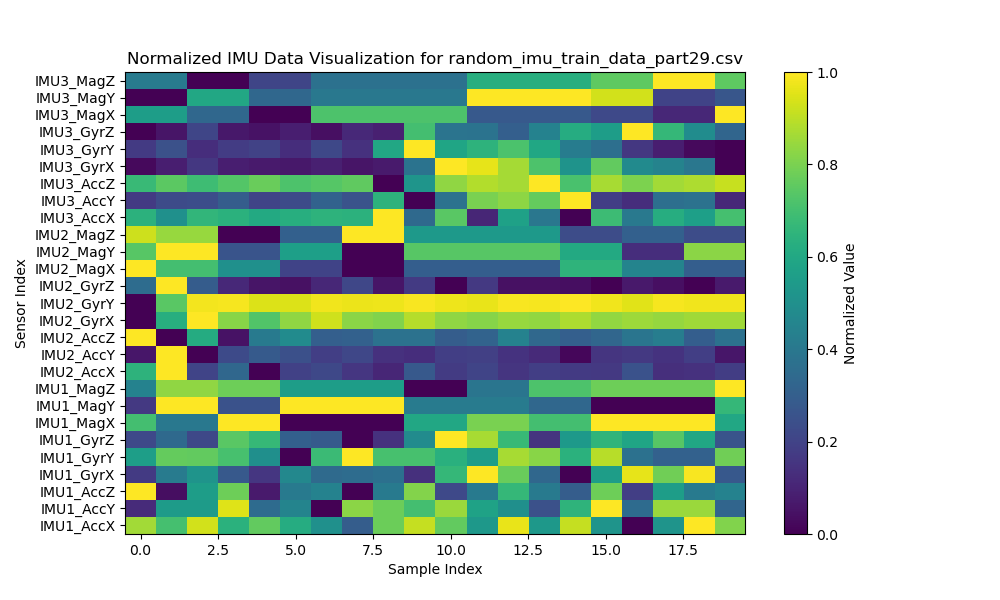 Normalized IMU Data Visualization for random_imu_train_data_part29.csv
IMU3_MagZ
IMU3_MagY
IMU3_MagX
IMU3_GyrZ
IMU3_GyrY
IMU3_GyrX
IMU3_AccZ
IMU3_AccY
IMU3_AccX
IMU2_MagZ
IMU2_MagY
IMU2_MagX
IMU2_GyrZ
IMU2_GyrY
IMU2_GyrX
IMU2_AccZ
IMU2_AccY
IMU2_AccX
IMU1_MagZ
IMU1_MagY
IMU1_MagX
IMU1_GyrZ
IMU1_GyrY
IMU1_GyrX
IMU1_AccZ
IMU1_AccY
IMU1_AccX
Sensor Index
0.0 2.5 5.0 7.5 10.0 12.5 15.0 17.5
Sample Index
1.0
0.8
0.6
0.4
0.2
0.0
Normalized Value